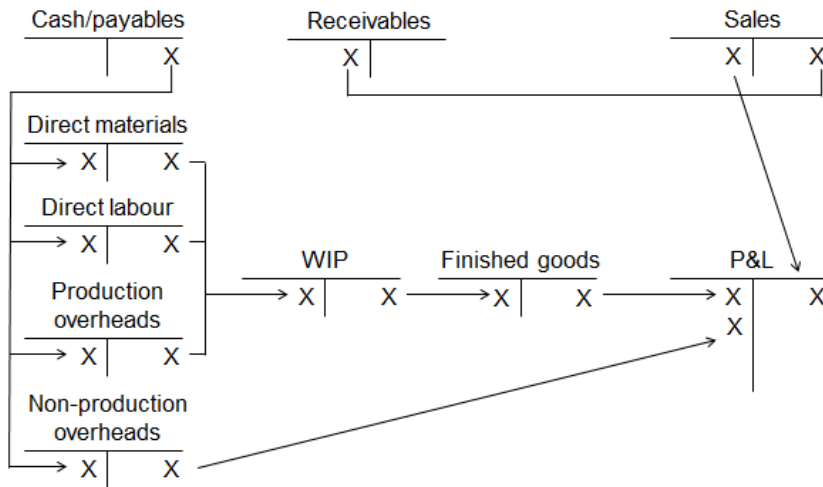 Cash/payables Receivables Sales
X X X X
Direct materials
X X
Direct labour
X X
WIP Finished goods P&L
Production
overheads
X X X X X X
X
X X
Non-production
overheads
X X